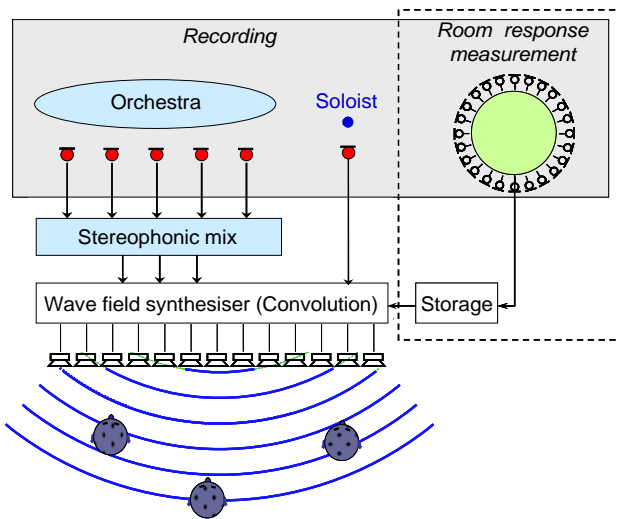 Recording
Room response
measurement
Orchestra
Soloist
Stereophonic mix
Wave field synthesiser (Convolution)
Storage